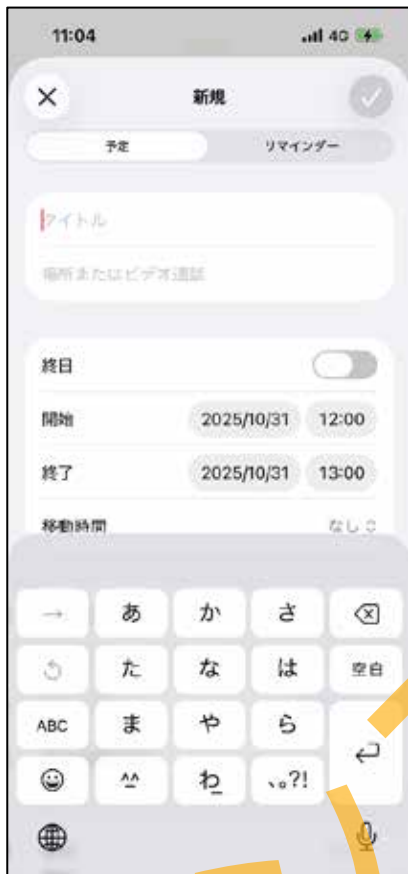 11:04 4G
新規
予定 リマインダー
タイトル
場所またはビデオ通話
終日
開始 2025/10/31 12:00
終了 2025/10/31 13:00
移動時間 なし
→ あ か さ
た な は 空白
ABC ま や ら
^^ わ_ 、。?!